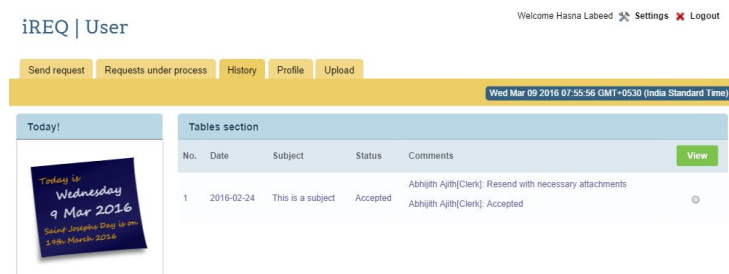 iREQ | User
Welcome Hasna Labeed Settings Logout
Send request Requests under process History Profile Upload
Wed Mar 09 2016 07:55:56 GMT+0530 (India Standard Time)
Today!
Today is
Wednesday
9 Mar 2016
Saint Josephs Day is on
19th March 2016
Tables section
No. Date Subject Status Comments View
Abhijith Ajith[Clerk]: Resend with necessary attachments
1 2016-02-24 This is a subject Accepted
Abhijith Ajith[Clerk]: Accepted